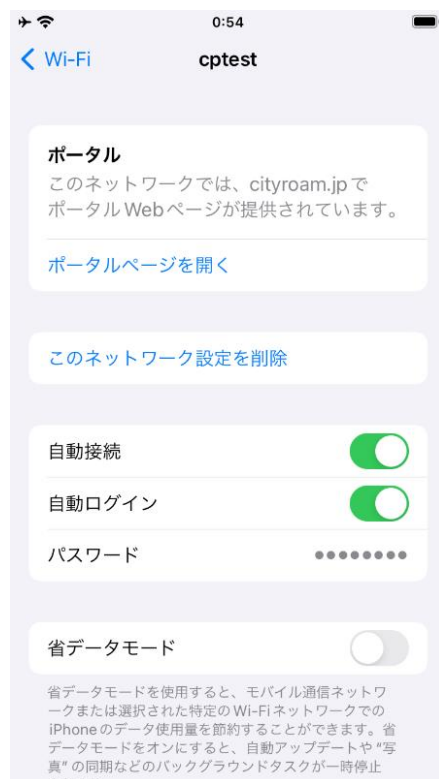 0:54
Wi-Fi
cptest
ポータル
このネットワークでは、cityroam.jpで
ポータルWebページが提供されています。
ポータルページを開く
このネットワーク設定を削除
自動接続
自動ログイン
パスワード ●●●●●●●●
省データモード
省データモードを使用すると、モバイル通信ネットワ
ークまたは選択された特定のWi-Fiネットワークでの
iPhoneのデータ使用量を節約することができます。省
データモードをオンにすると、自動アップデートや"写
真"の同期などのバックグラウンドタスクが一時停止